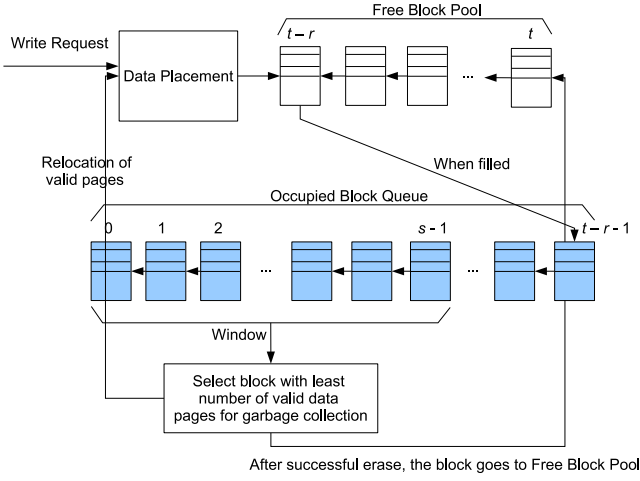 Free Block Pool
Write Request
t – r
t
Data Placement
...
Relocation of
valid pages
When filled
Occupied Block Queue
0
1
2
s - 1
t – r - 1
...
...
Window
Select block with least
number of valid data
pages for garbage collection
After successful erase, the block goes to Free Block Pool